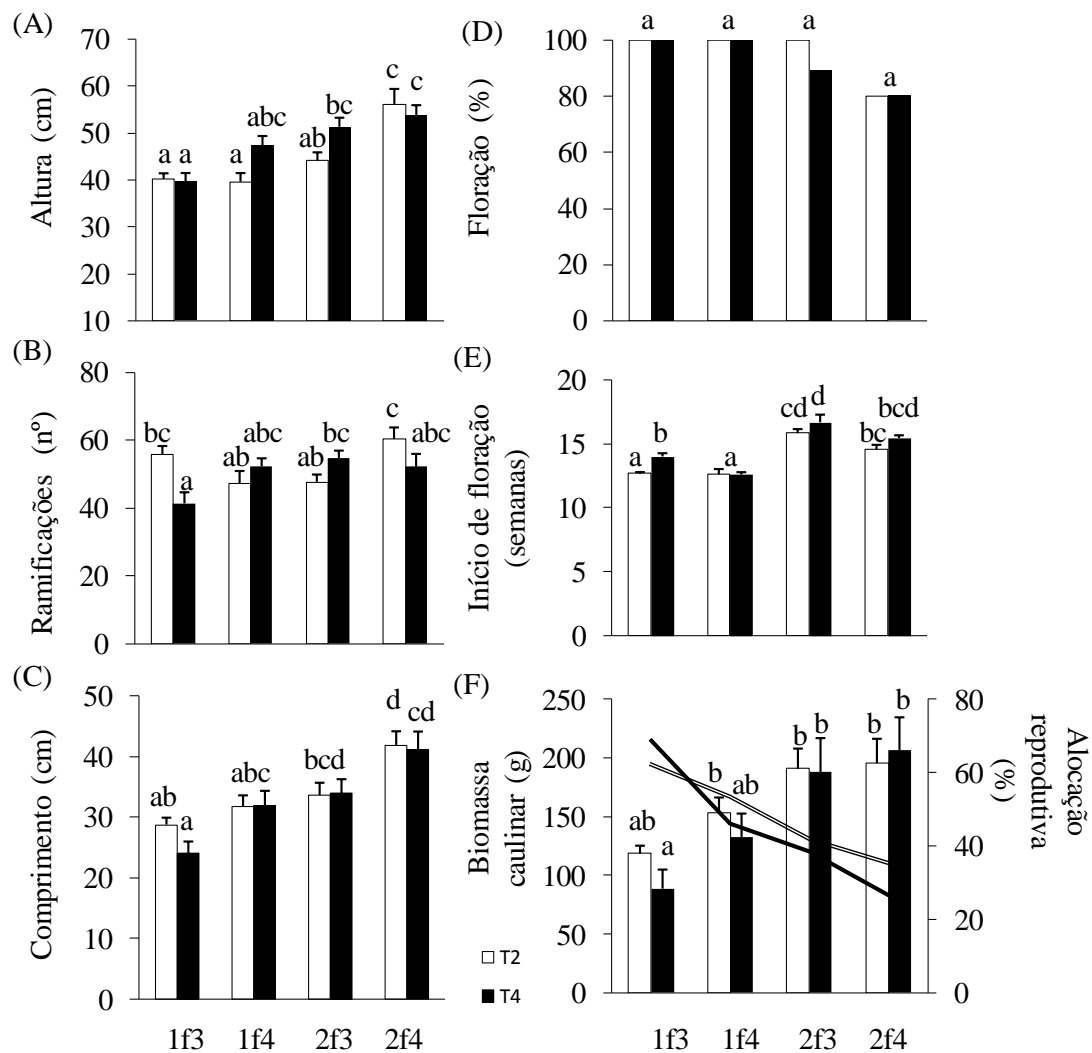 (A)
Altura (cm)
70
60
50
40
30
20
10
a a a abc ab bc c c
(D)
Floração (%)
100
80
60
40
20
0
a a a a
(B)
Ramificações (nº)
80
60
40
20
0
bc a ab abc ab bc c abc
(E)
Início de floração
(semanas)
20
15
10
5
0
a b a cd d bc bcd
(C)
Comprimento (cm)
50
40
30
20
10
0
ab a abc bcd d cd
1f3 1f4 2f3 2f4
(F)
Biomassa
caulinar (g)
250
200
150
100
50
0
ab a b ab b b b b
80
60
40
20
0
Alocação
reprodutiva
(%)
T2
T4
1f3 1f4 2f3 2f4